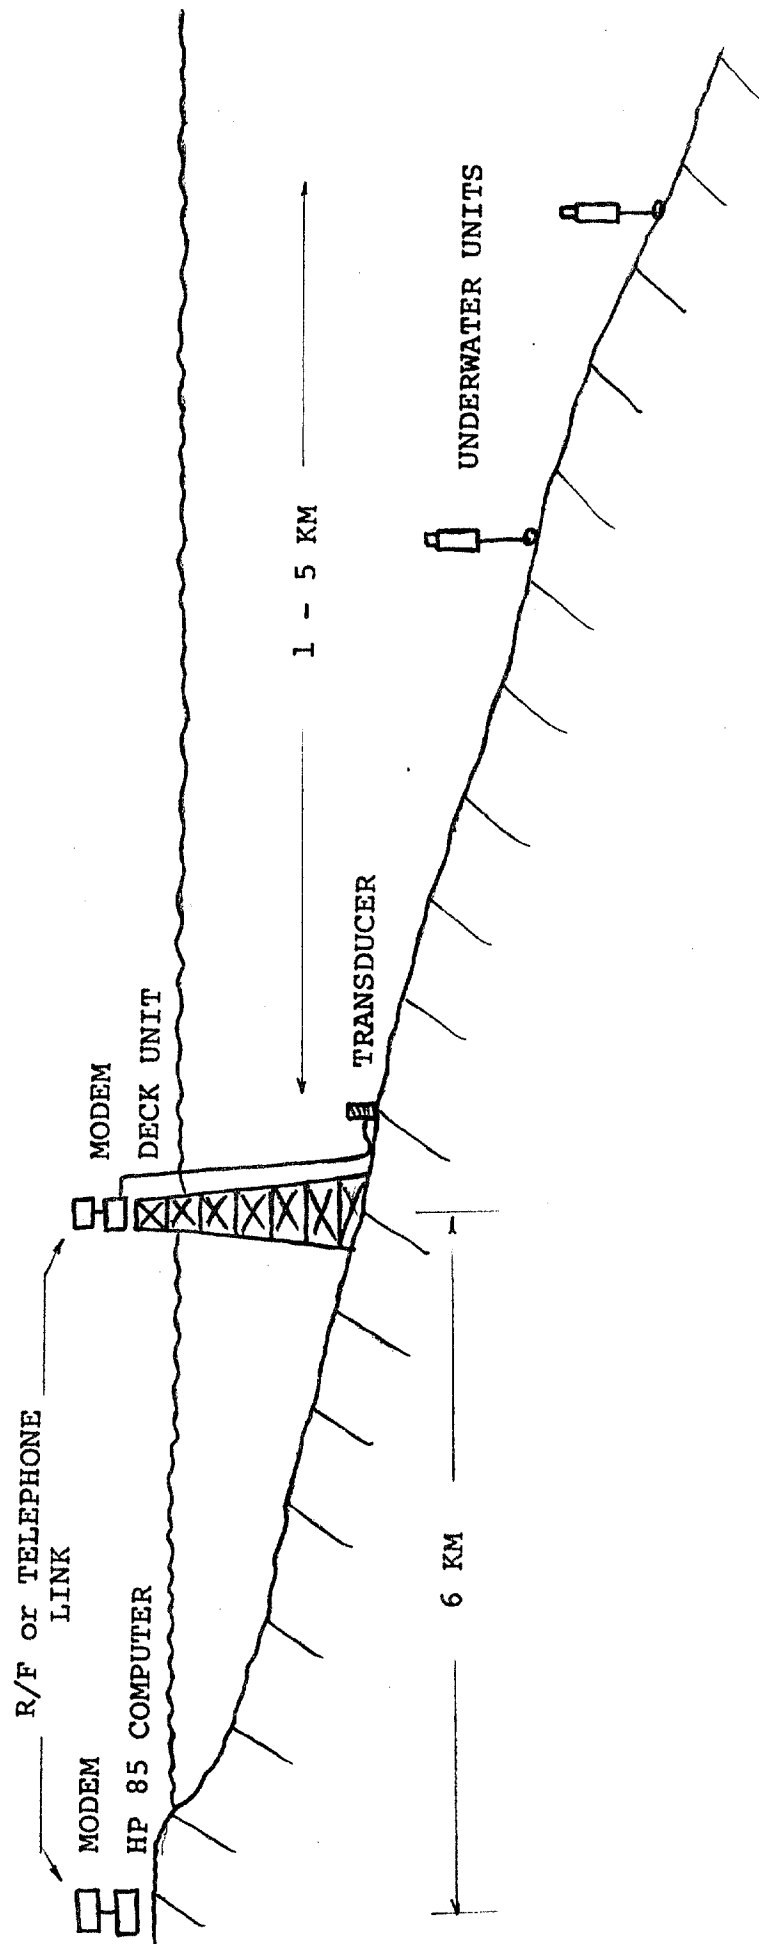 R/F or TELEPHONE
LINK
MODEM
HP 85 COMPUTER
MODEM
DECK UNIT
TRANSDUCER
UNDERWATER UNITS
1 - 5 KM
6 KM